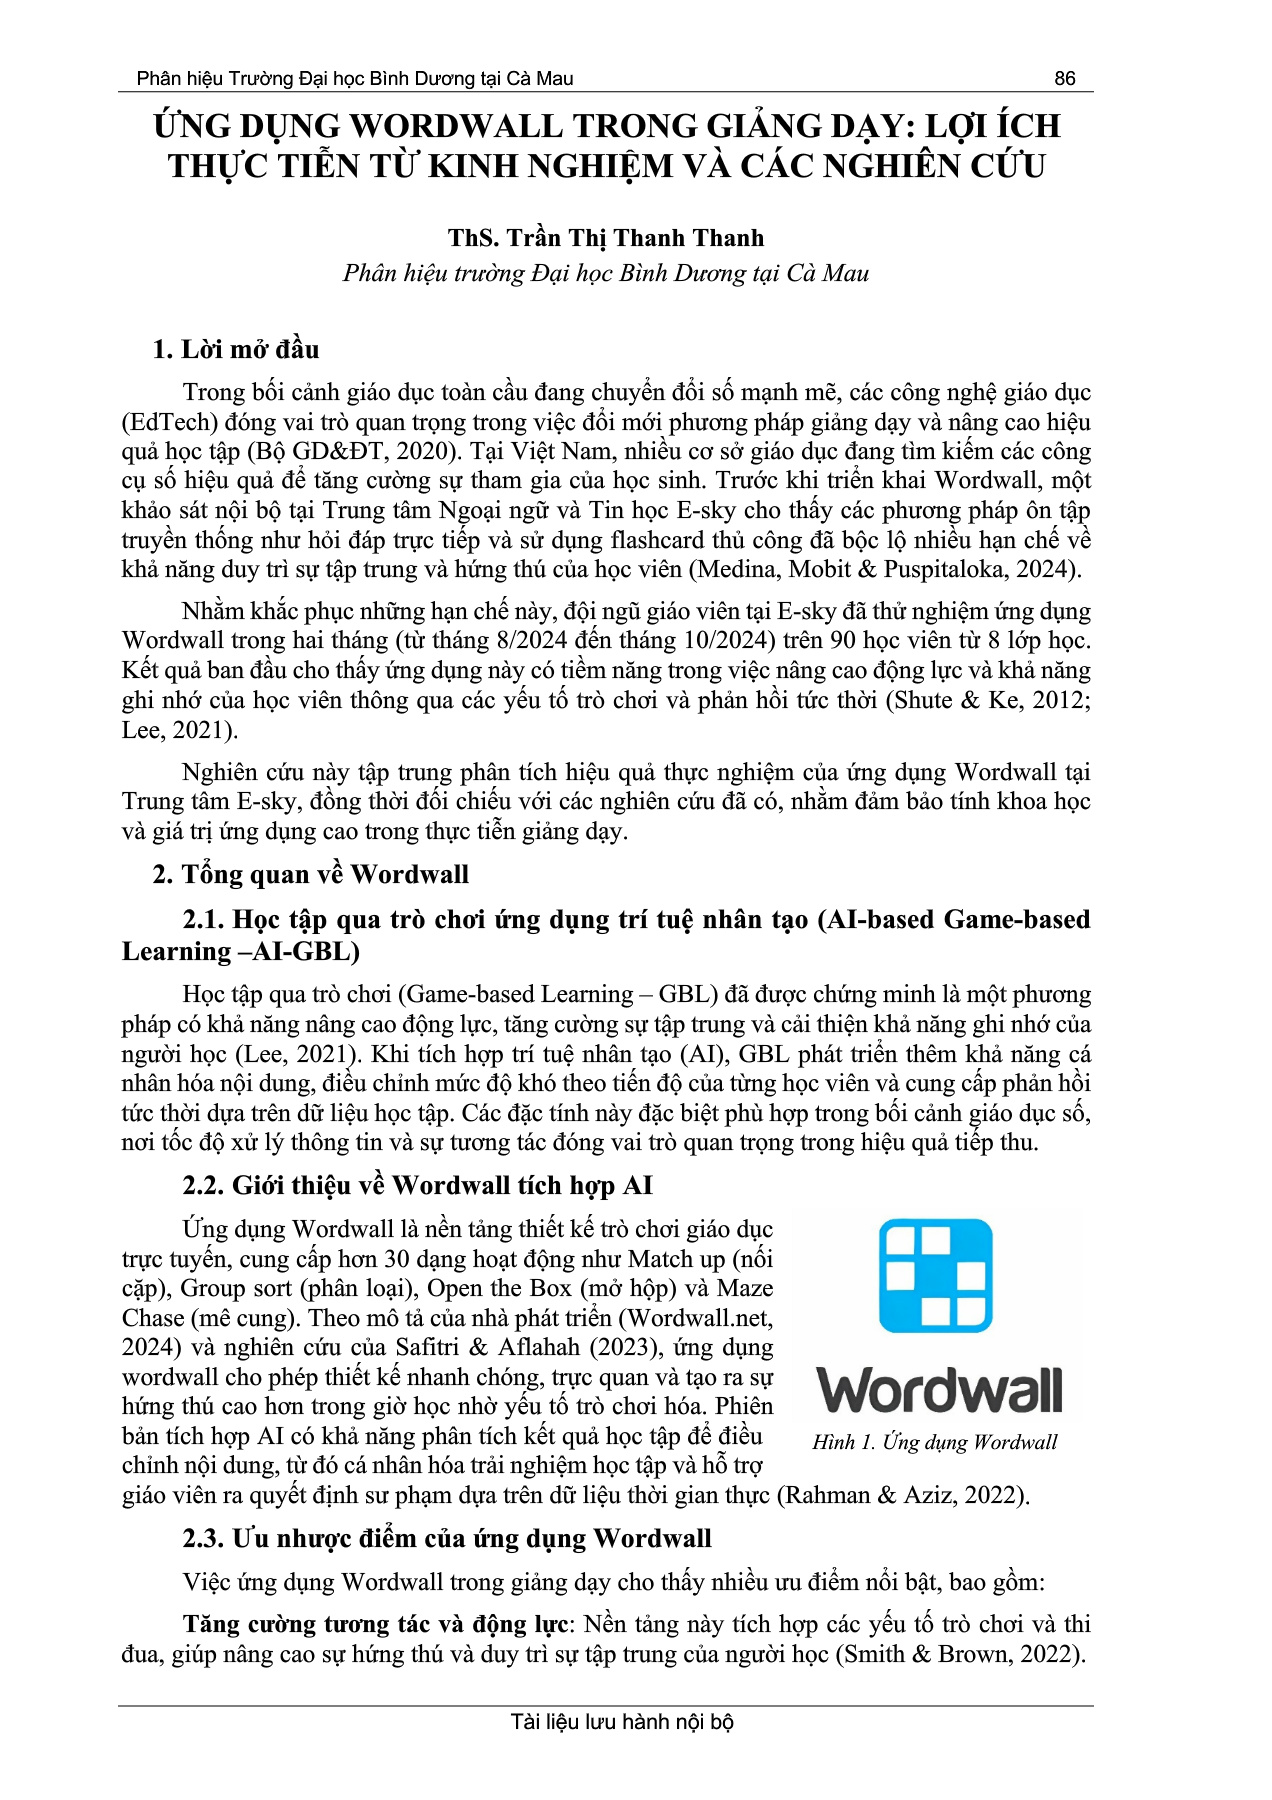 Phân hiệu Trường Đại học Bình Dương tại Cà Mau 86
ỨNG DỤNG WORDWALL TRONG GIẢNG DẠY: LỢI ÍCH
THỰC TIỄN TỪ KINH NGHIỆM VÀ CÁC NGHIÊN CỨU
ThS. Trần Thị Thanh Thanh
Phân hiệu trường Đại học Bình Dương tại Cà Mau
1. Lời mở đầu
Trong bối cảnh giáo dục toàn cầu đang chuyển đổi số mạnh mẽ, các công nghệ giáo dục
(EdTech) đóng vai trò quan trọng trong việc đổi mới phương pháp giảng dạy và nâng cao hiệu
quả học tập (Bộ GD&ĐT, 2020). Tại Việt Nam, nhiều cơ sở giáo dục đang tìm kiếm các công
cụ số hiệu quả để tăng cường sự tham gia của học sinh. Trước khi triển khai Wordwall, một
khảo sát nội bộ tại Trung tâm Ngoại ngữ và Tin học E-sky cho thấy các phương pháp ôn tập
truyền thống như hỏi đáp trực tiếp và sử dụng flashcard thủ công đã bộc lộ nhiều hạn chế về
khả năng duy trì sự tập trung và hứng thú của học viên (Medina, Mobit & Puspitaloka, 2024).
Nhằm khắc phục những hạn chế này, đội ngũ giáo viên tại E-sky đã thử nghiệm ứng dụng
Wordwall trong hai tháng (từ tháng 8/2024 đến tháng 10/2024) trên 90 học viên từ 8 lớp học.
Kết quả ban đầu cho thấy ứng dụng này có tiềm năng trong việc nâng cao động lực và khả năng
ghi nhớ của học viên thông qua các yếu tố trò chơi và phản hồi tức thời (Shute & Ke, 2012;
Lee, 2021).
Nghiên cứu này tập trung phân tích hiệu quả thực nghiệm của ứng dụng Wordwall tại
Trung tâm E-sky, đồng thời đối chiếu với các nghiên cứu đã có, nhằm đảm bảo tính khoa học
và giá trị ứng dụng cao trong thực tiễn giảng dạy.
2. Tổng quan về Wordwall
2.1. Học tập qua trò chơi ứng dụng trí tuệ nhân tạo (AI-based Game-based
Learning –AI-GBL)
Học tập qua trò chơi (Game-based Learning – GBL) đã được chứng minh là một phương
pháp có khả năng nâng cao động lực, tăng cường sự tập trung và cải thiện khả năng ghi nhớ của
người học (Lee, 2021). Khi tích hợp trí tuệ nhân tạo (AI), GBL phát triển thêm khả năng cá
nhân hóa nội dung, điều chỉnh mức độ khó theo tiến độ của từng học viên và cung cấp phản hồi
tức thời dựa trên dữ liệu học tập. Các đặc tính này đặc biệt phù hợp trong bối cảnh giáo dục số,
nơi tốc độ xử lý thông tin và sự tương tác đóng vai trò quan trọng trong hiệu quả tiếp thu.
2.2. Giới thiệu về Wordwall tích hợp AI
Ứng dụng Wordwall là nền tảng thiết kế trò chơi giáo dục
trực tuyến, cung cấp hơn 30 dạng hoạt động như Match up (nối
cặp), Group sort (phân loại), Open the Box (mở hộp) và Maze
Chase (mê cung). Theo mô tả của nhà phát triển (Wordwall.net,
2024) và nghiên cứu của Safitri & Aflahah (2023), ứng dụng
wordwall cho phép thiết kế nhanh chóng, trực quan và tạo ra sự
hứng thú cao hơn trong giờ học nhờ yếu tố trò chơi hóa. Phiên
bản tích hợp AI có khả năng phân tích kết quả học tập để điều
chỉnh nội dung, từ đó cá nhân hóa trải nghiệm học tập và hỗ trợ
giáo viên ra quyết định sư phạm dựa trên dữ liệu thời gian thực (Rahman & Aziz, 2022).
Wordwall
Hình 1. Ứng dụng Wordwall
2.3. Ưu nhược điểm của ứng dụng Wordwall
Việc ứng dụng Wordwall trong giảng dạy cho thấy nhiều ưu điểm nổi bật, bao gồm:
Tăng cường tương tác và động lực: Nền tảng này tích hợp các yếu tố trò chơi và thi
đua, giúp nâng cao sự hứng thú và duy trì sự tập trung của người học (Smith & Brown, 2022).
Tài liệu lưu hành nội bộ